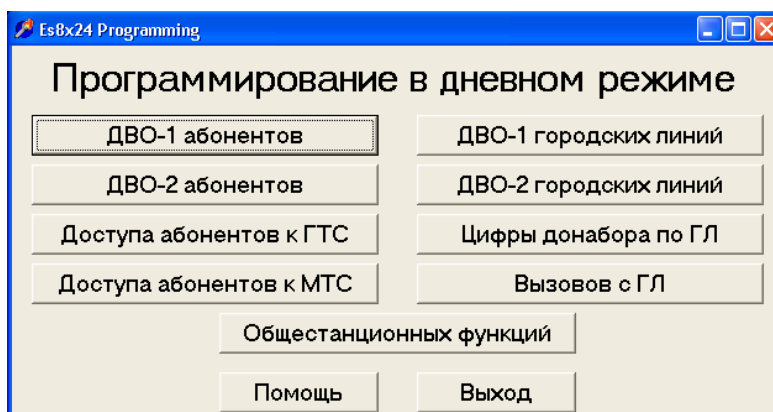 Es8x24 Programming
Программирование в дневном режиме
ДВО-1 абонентов
ДВО-1 городских линий
ДВО-2 абонентов
ДВО-2 городских линий
Доступа абонентов к ГТС
Цифры донабора по ГЛ
Доступа абонентов к МТС
Вызовов с ГЛ
Общестанционных функций
Помощь
Выход